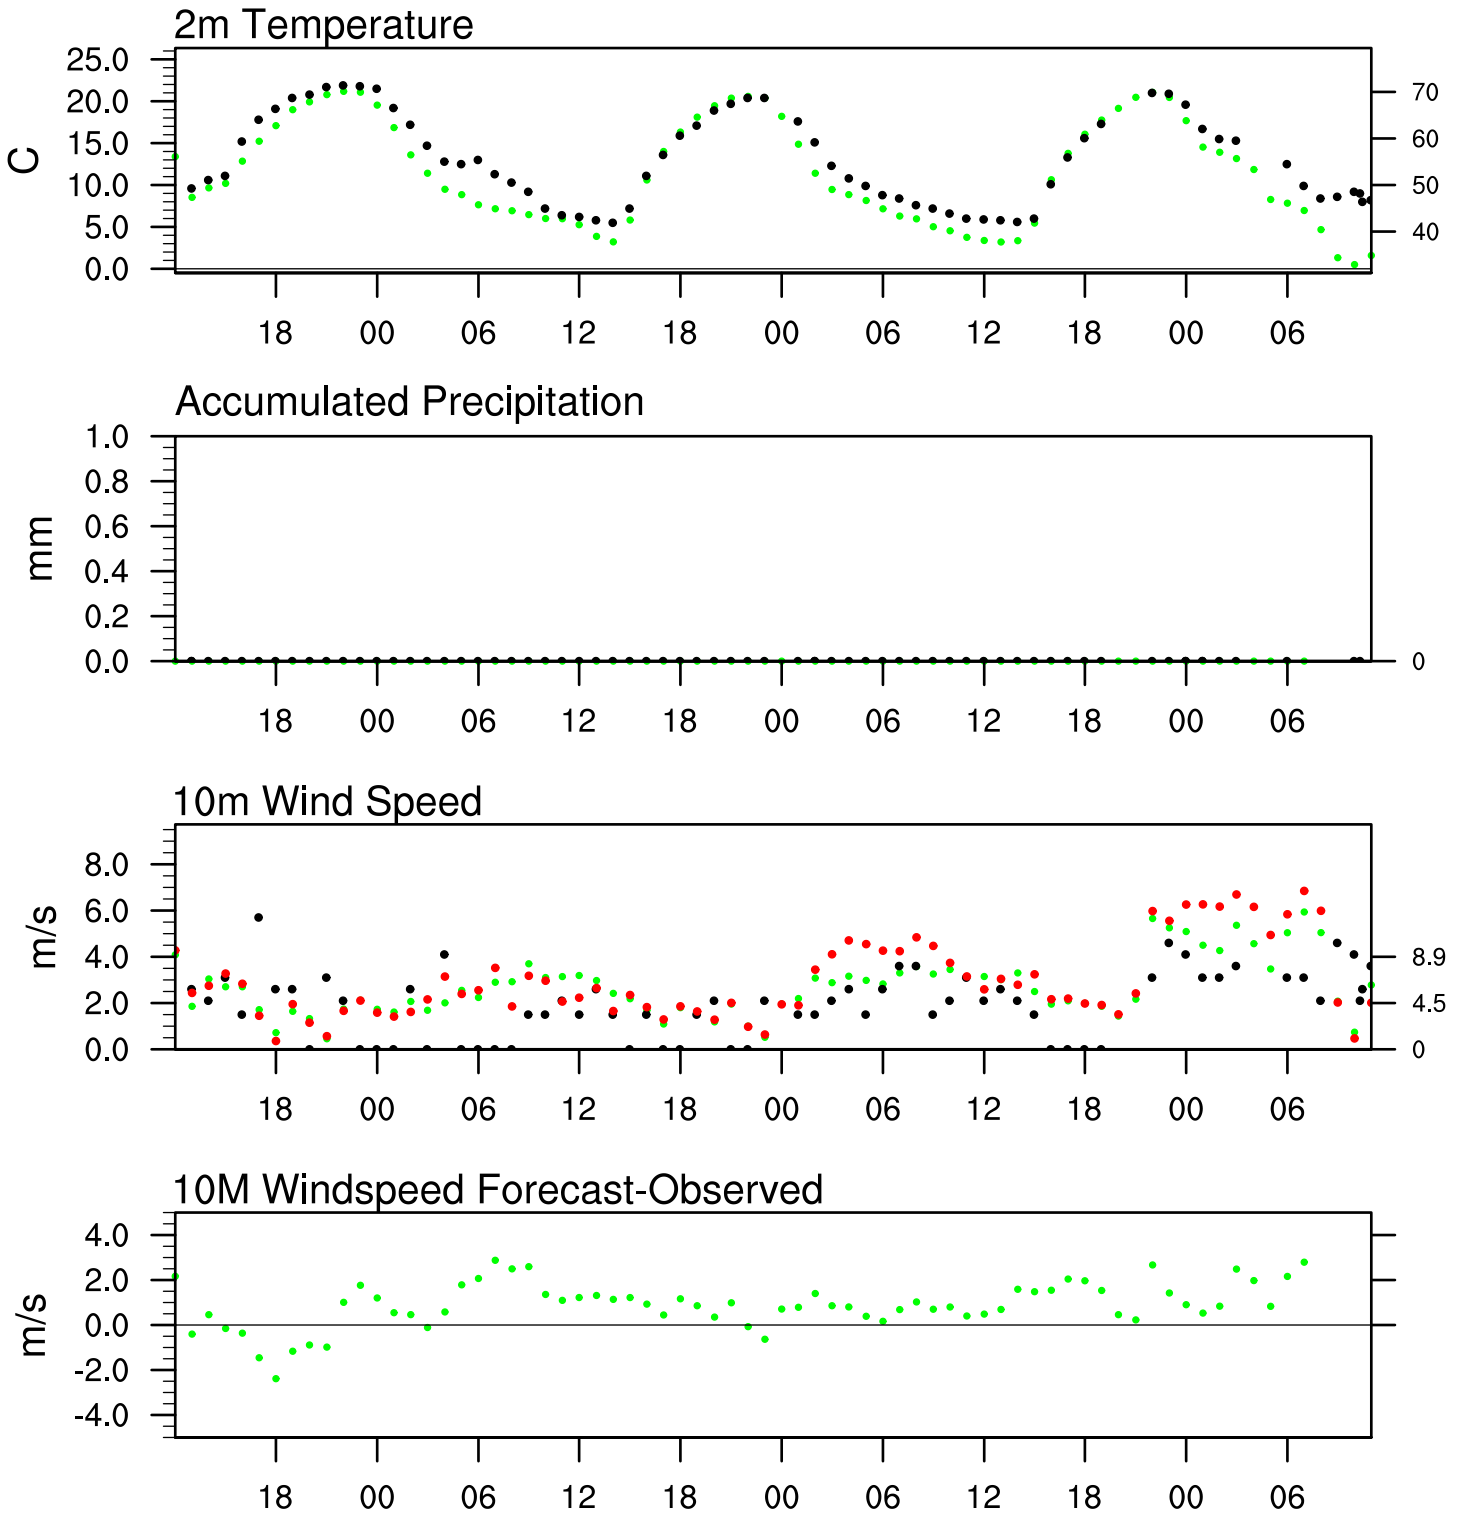 2m Temperature
25.0
20.0
15.0
10.0
5.0
0.0
C
70
60
50
40
18 00 06 12 18 00 06 12 18 00 06
Accumulated Precipitation
1.0
0.8
0.6
0.4
0.2
0.0
mm
0
18 00 06 12 18 00 06 12 18 00 06
10m Wind Speed
8.0
6.0
4.0
2.0
0.0
m/s
8.9
4.5
0
18 00 06 12 18 00 06 12 18 00 06
10M Windspeed Forecast-Observed
4.0
2.0
0.0
-2.0
-4.0
m/s
18 00 06 12 18 00 06 12 18 00 06